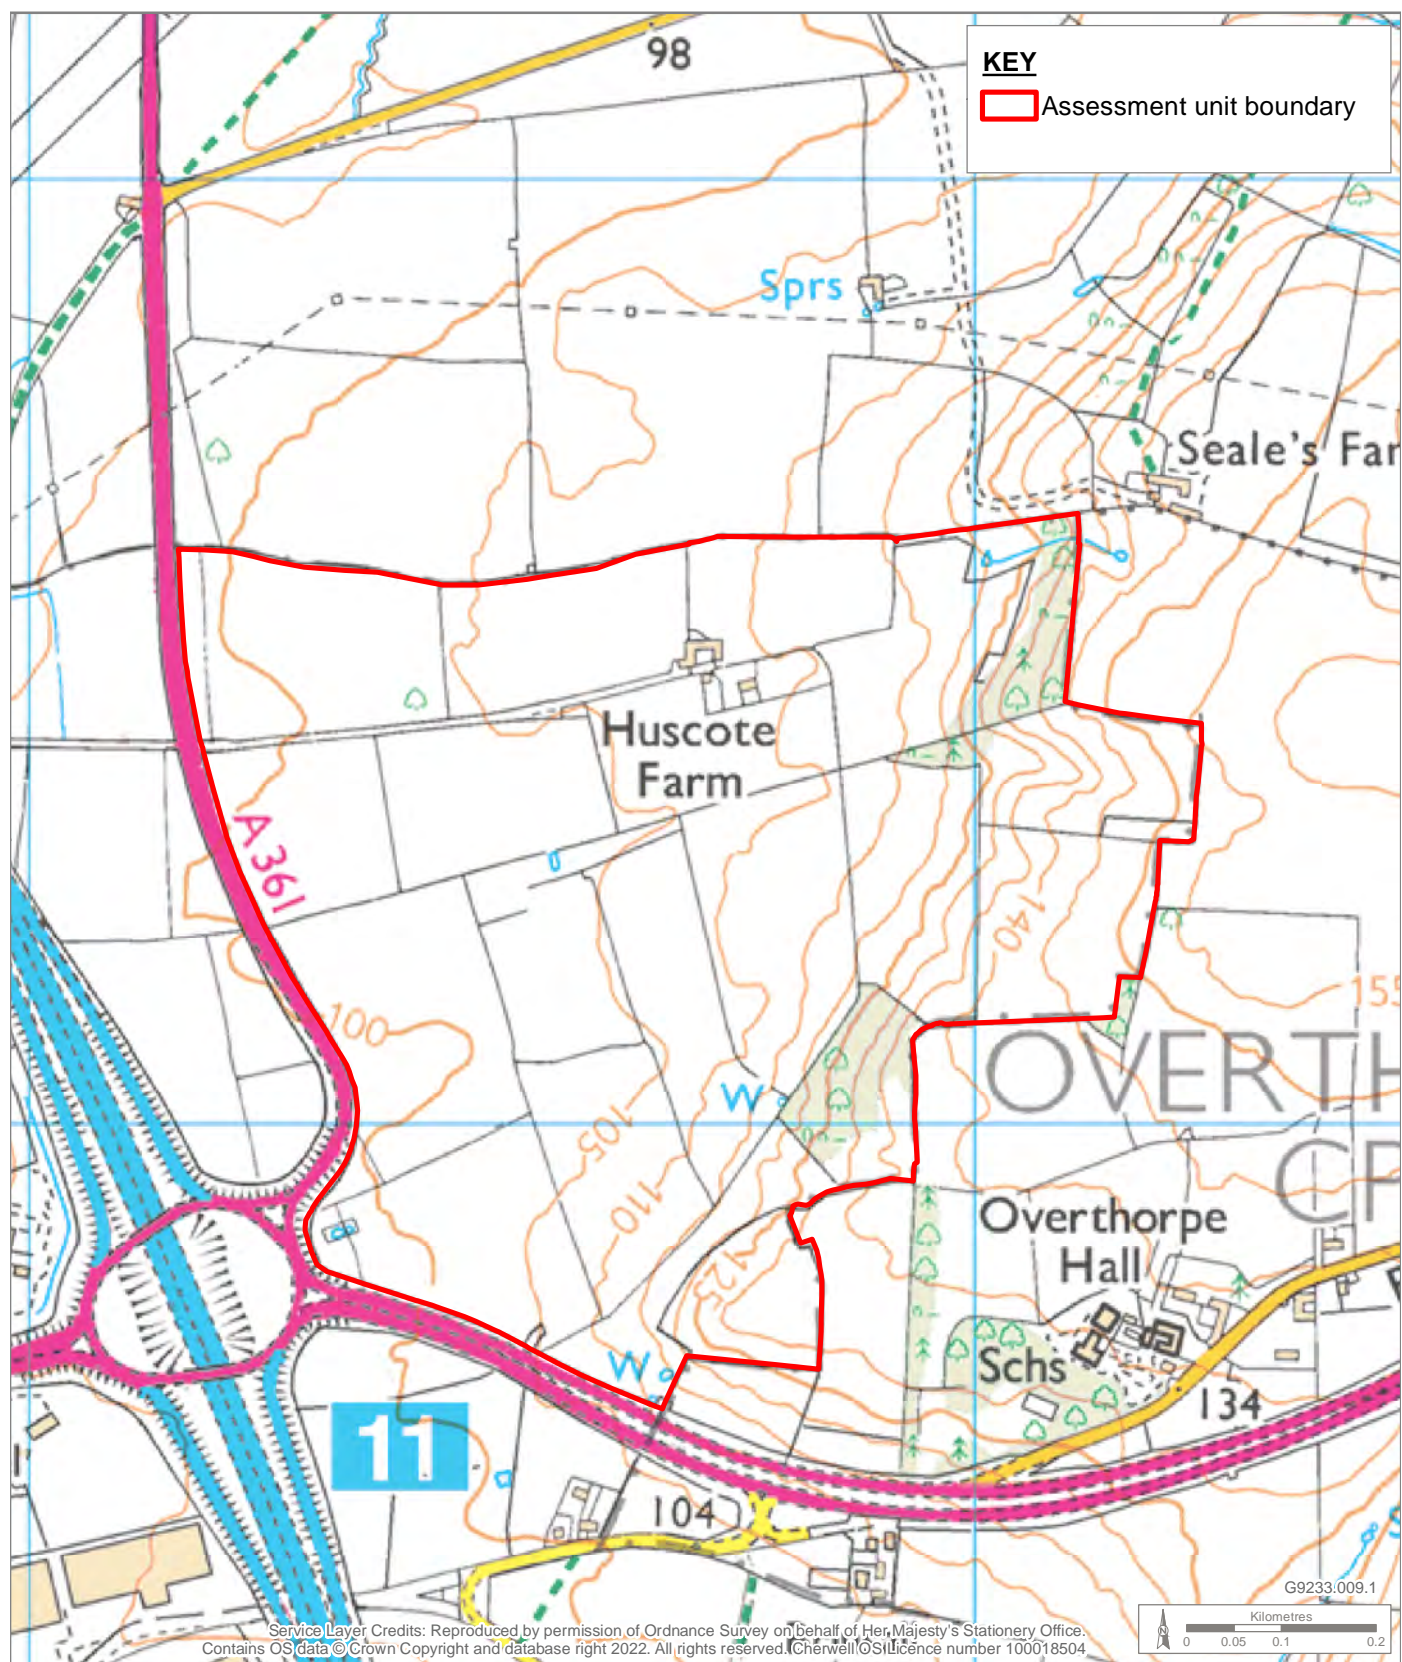 98
KEY
Assessment unit boundary
Sprs
Seale's Far
Huscote
Farm
A361
140
155
100
OVERTH
CP
W
105
110
Overthorpe
Hall
125
W
Schs
134
11
104
G9233.009.1
Kilometres
N
0 0.05 0.1 0.2
Service Layer Credits: Reproduced by permission of Ordnance Survey on behalf of Her Majesty's Stationery Office.
Contains OS data © Crown Copyright and database right 2022. All rights reserved. Cherwell OS Licence number 100018504